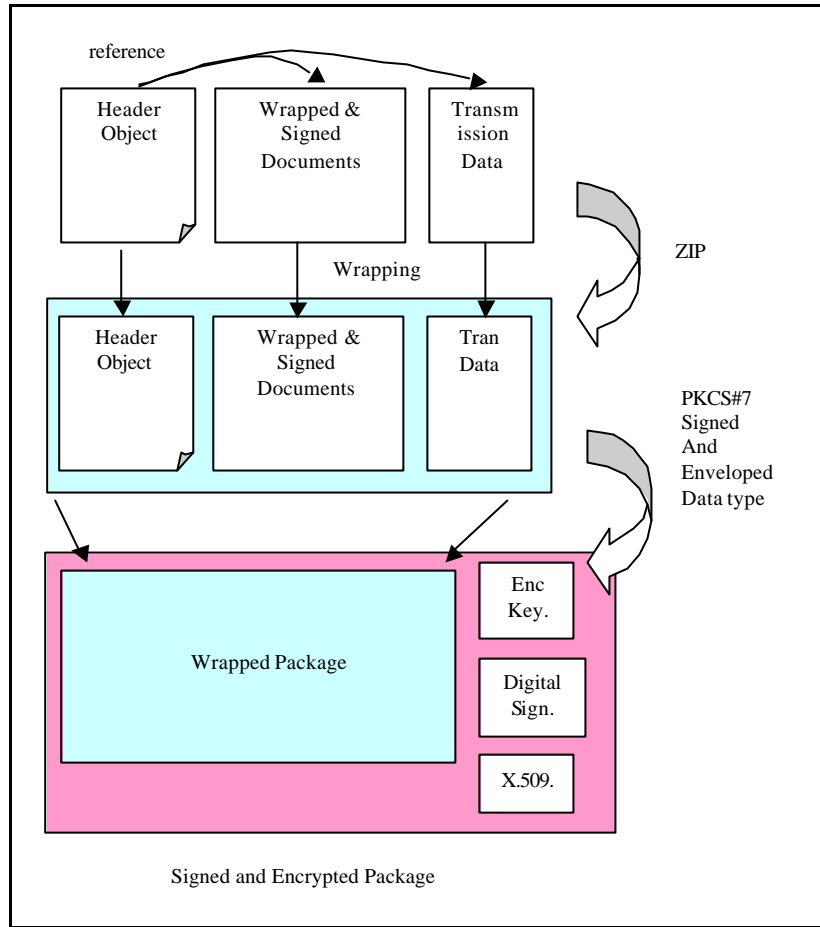 reference
Header
Object
Wrapped &
Signed
Documents
Transm
ission
Data
Wrapping
ZIP
Header
Object
Wrapped &
Signed
Documents
Tran
Data
PKCS#7
Signed
And
Enveloped
Data type
Wrapped Package
Enc
Key.
Digital
Sign.
X.509.
Signed and Encrypted Package